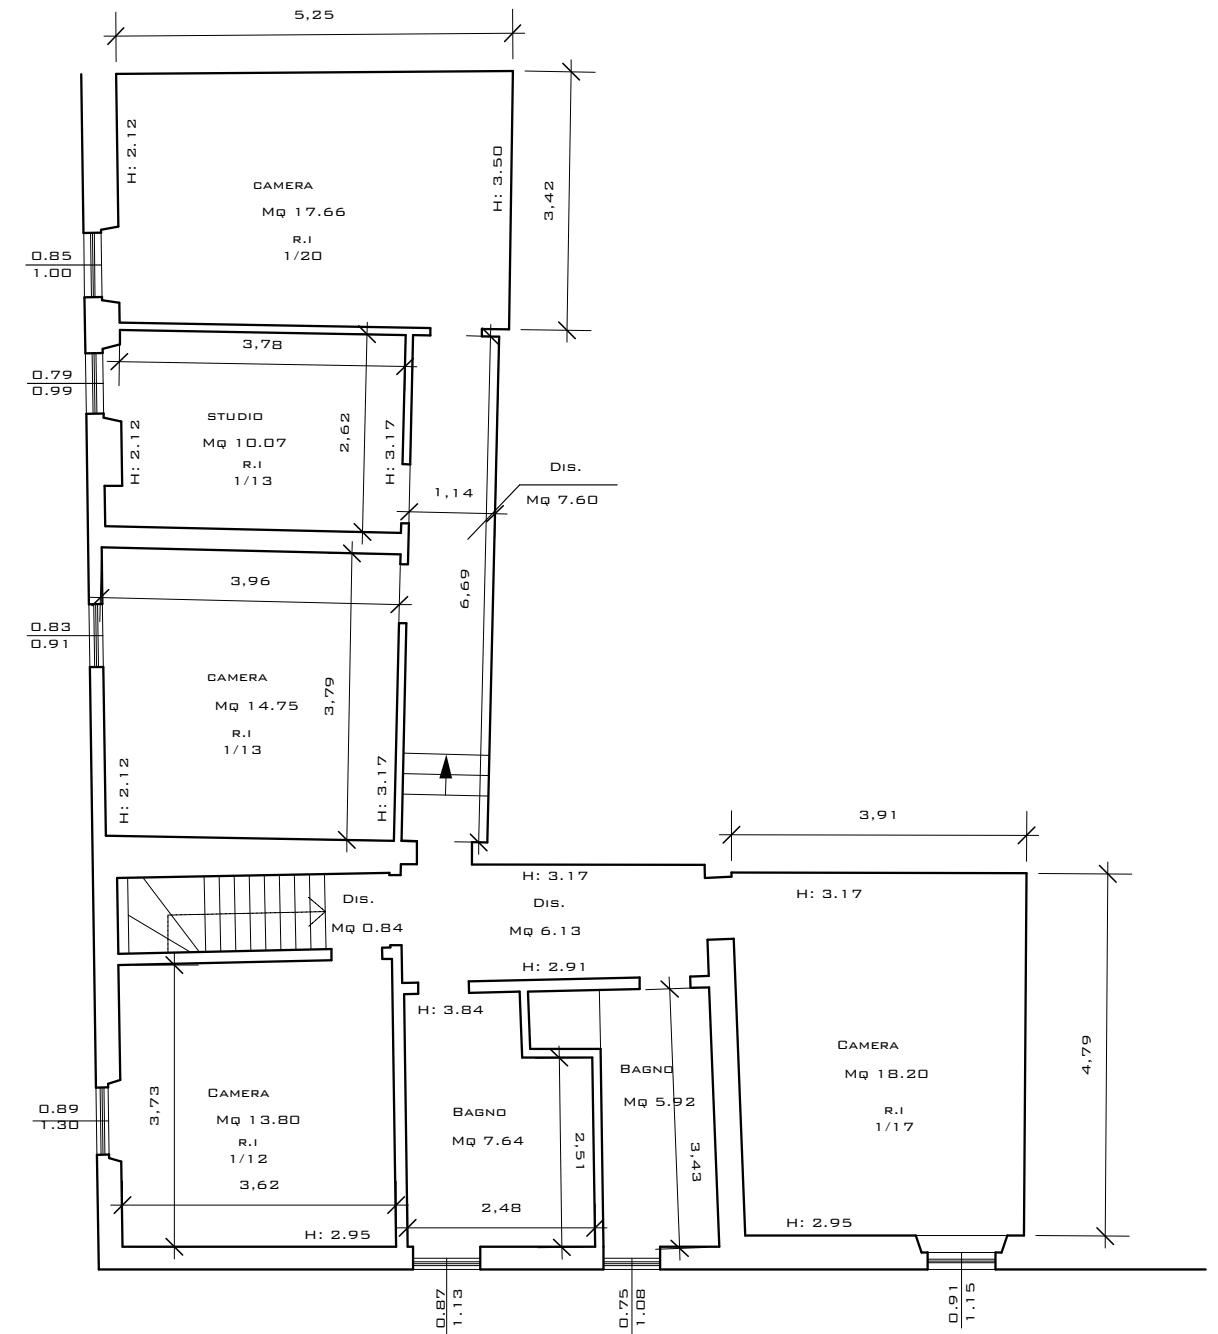 5,25
H: 2.12
H: 3.50
3,42
CAMERA
MQ 17.66
R.I
1/20
0.85
1.00
3,78
0.79
0.99
STUDIO
MQ 10.07
R.I
1/13
H: 2.12
2,62
H: 3.17
DIS.
MQ 7.60
1,14
3,96
6,69
0.83
0.91
CAMERA
MQ 14.75
R.I
1/13
3,79
H: 2.12
H: 3.17
3,91
H: 3.17
DIS.
MQ 0.84
DIS.
MQ 6.13
H: 2.91
H: 3.17
H: 3.84
4,79
CAMERA
MQ 18.20
R.I
1/17
BAGNO
MQ 5.92
3,43
BAGNO
MQ 7.64
2,51
2,48
3,73
CAMERA
MQ 13.80
R.I
1/12
3,62
H: 2.95
0.89
1.30
H: 2.95
0.87
1.13
0.75
1.08
0.91
1.15